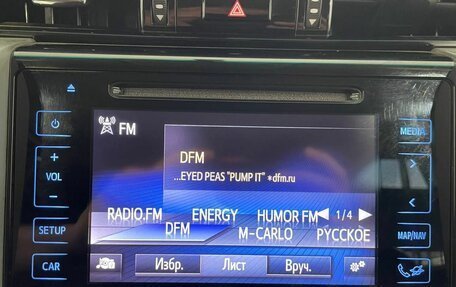 FM
MEDIA
DFM
...EYED PEAS "PUMP IT" *dfm.ru
+
VOL
−
RADIO.FM ENERGY HUMOR FM ◀ 1/4 ▶
SETUP
DFM M-CARLO РУССКОЕ
MAP/NAV
CAR
Избр. Лист Вруч.